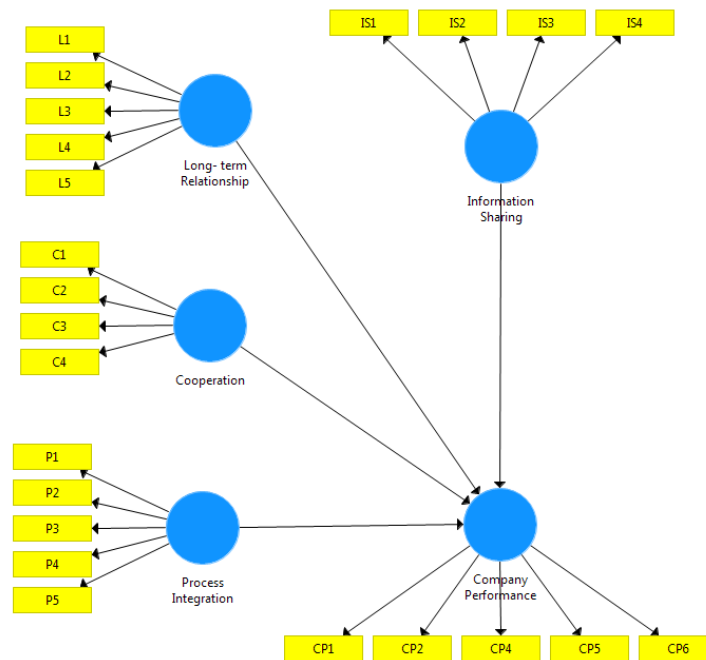 IS1 IS2 IS3 IS4
L1
L2
L3
L4
L5
Long- term
Relationship
Information
Sharing
C1
C2
C3
C4
Cooperation
P1
P2
P3
P4
P5
Process
Integration
Company
Performance
CP1 CP2 CP4 CP5 CP6